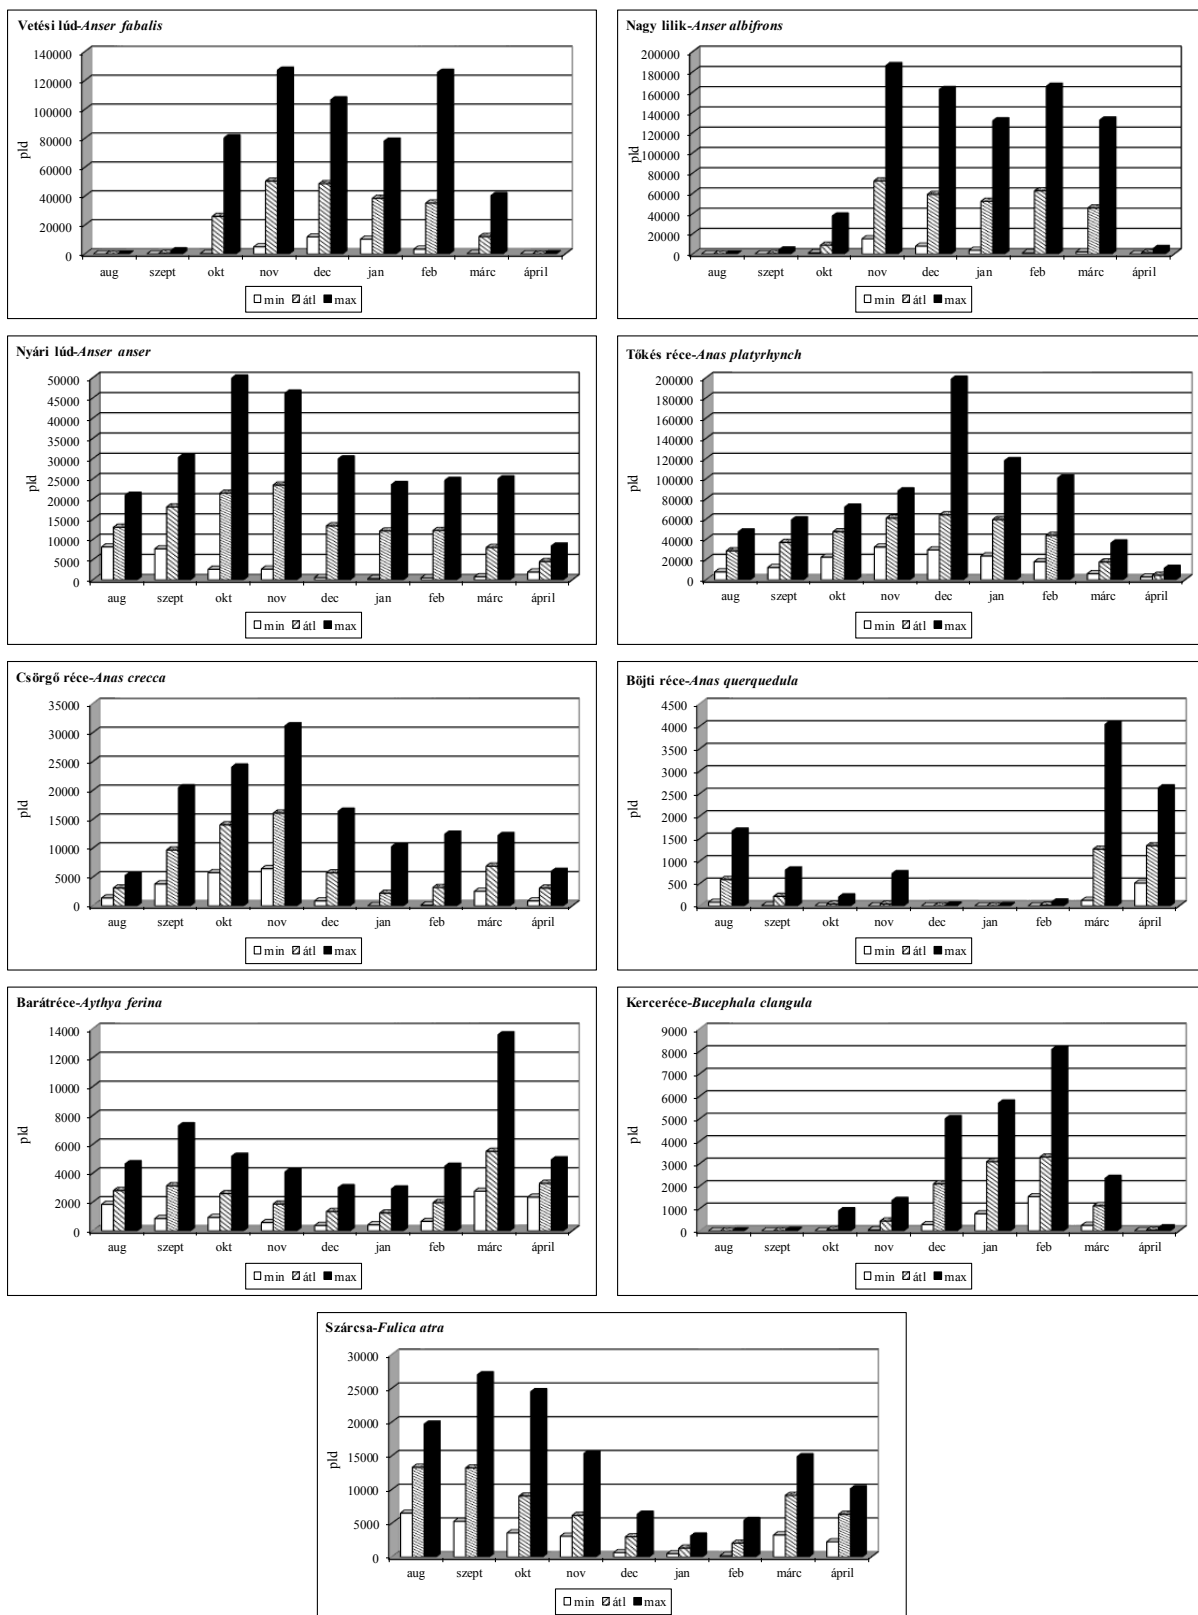 Vetési lúd-Anser fabalis
140000
120000
100000
80000
60000
40000
20000
0
pld
aug szept okt nov dec jan feb márc ápril
min átl max
Nagy lilik-Anser albifrons
200000
180000
160000
140000
120000
100000
80000
60000
40000
20000
0
pld
aug szept okt nov dec jan feb márc ápril
min átl max
Nyári lúd-Anser anser
50000
45000
40000
35000
30000
25000
20000
15000
10000
5000
0
pld
aug szept okt nov dec jan feb márc ápril
min átl max
Tőkés réce-Anas platyrhynch
200000
180000
160000
140000
120000
100000
80000
60000
40000
20000
0
pld
aug szept okt nov dec jan feb márc ápril
min átl max
Csörgő réce-Anas crecca
35000
30000
25000
20000
15000
10000
5000
0
pld
aug szept okt nov dec jan feb márc ápril
min átl max
Böjti réce-Anas querquedula
4500
4000
3500
3000
2500
2000
1500
1000
500
0
pld
aug szept okt nov dec jan feb márc ápril
min átl max
Barátréce-Aythya ferina
14000
12000
10000
8000
6000
4000
2000
0
pld
aug szept okt nov dec jan feb márc ápril
min átl max
Kerceréce-Bucephala clangula
9000
8000
7000
6000
5000
4000
3000
2000
1000
0
pld
aug szept okt nov dec jan feb márc ápril
min átl max
Szárcsa-Fulica atra
30000
25000
20000
15000
10000
5000
0
pld
aug szept okt nov dec jan feb márc ápril
min átl max